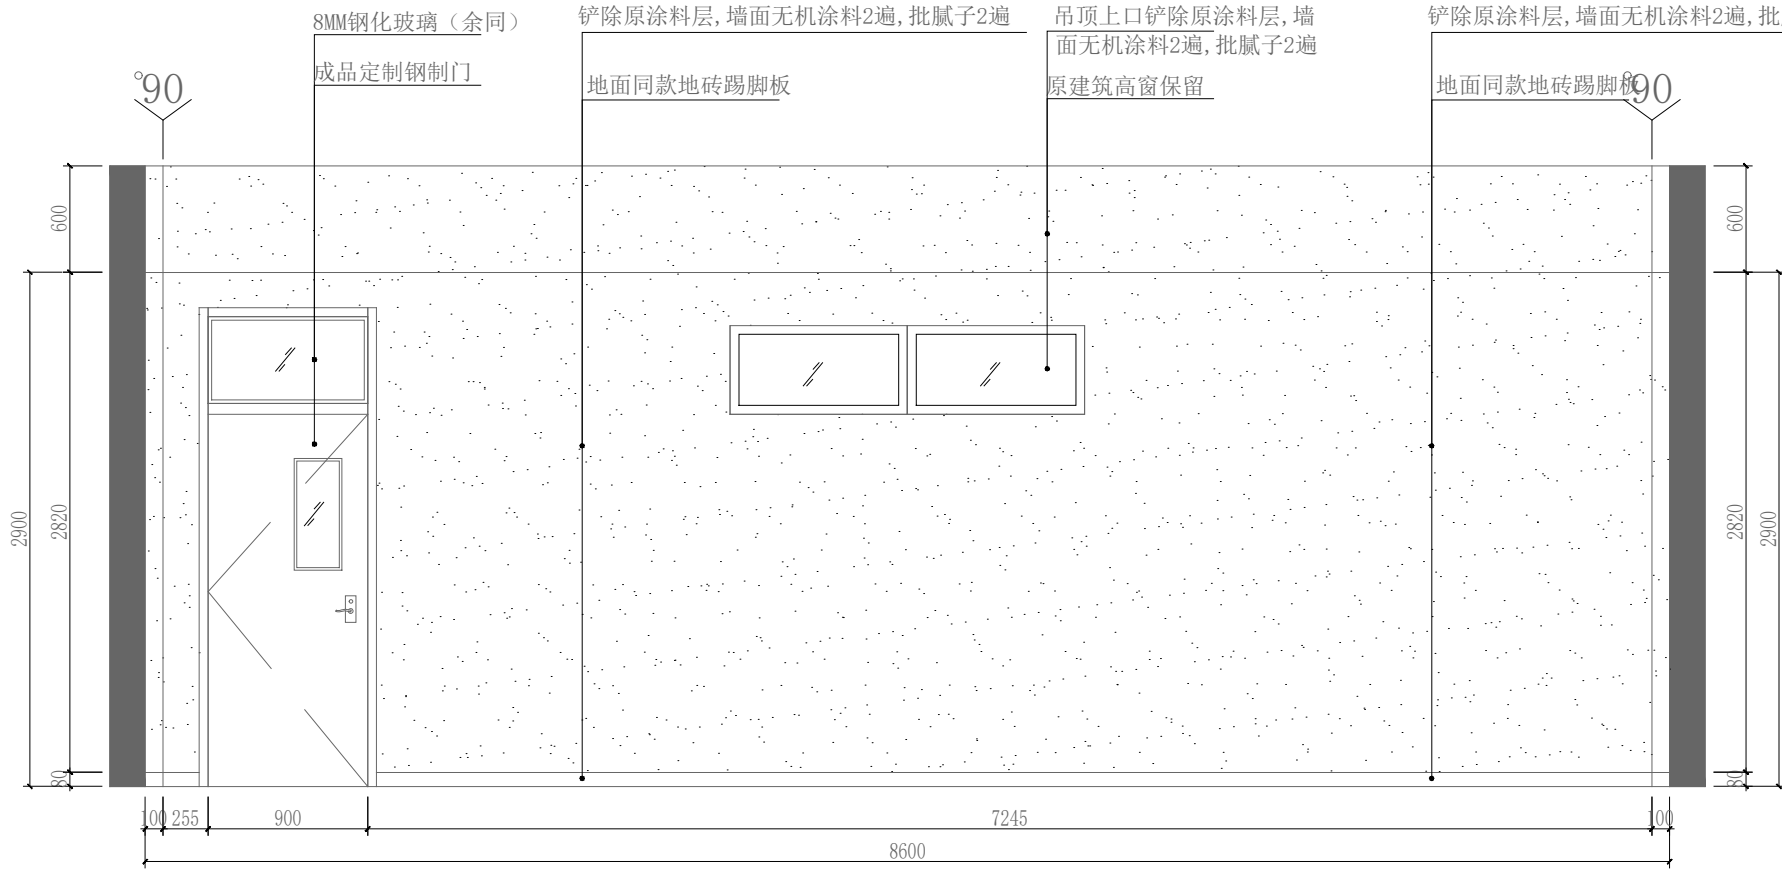 8MM钢化玻璃（余同）
铲除原涂料层,墙面无机涂料2遍,批腻子2遍
吊顶上口铲除原涂料层,墙
面无机涂料2遍,批腻子2遍
铲除原涂料层,墙面无机涂料2遍,批
成品定制钢制门
地面同款地砖踢脚板
原建筑高窗保留
地面同款地砖踢脚板
°90
°90
600
600
2900
2820
2820
2900
80
80
100
255
900
7245
100
8600